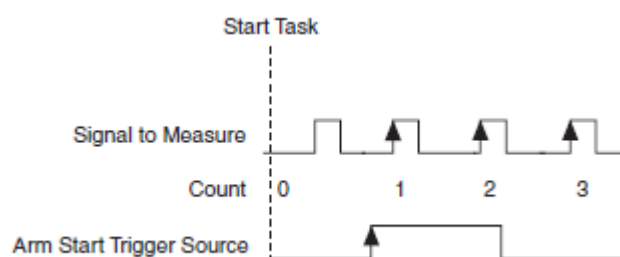 Start Task
Signal to Measure
Count 0 1 2 3
Arm Start Trigger Source